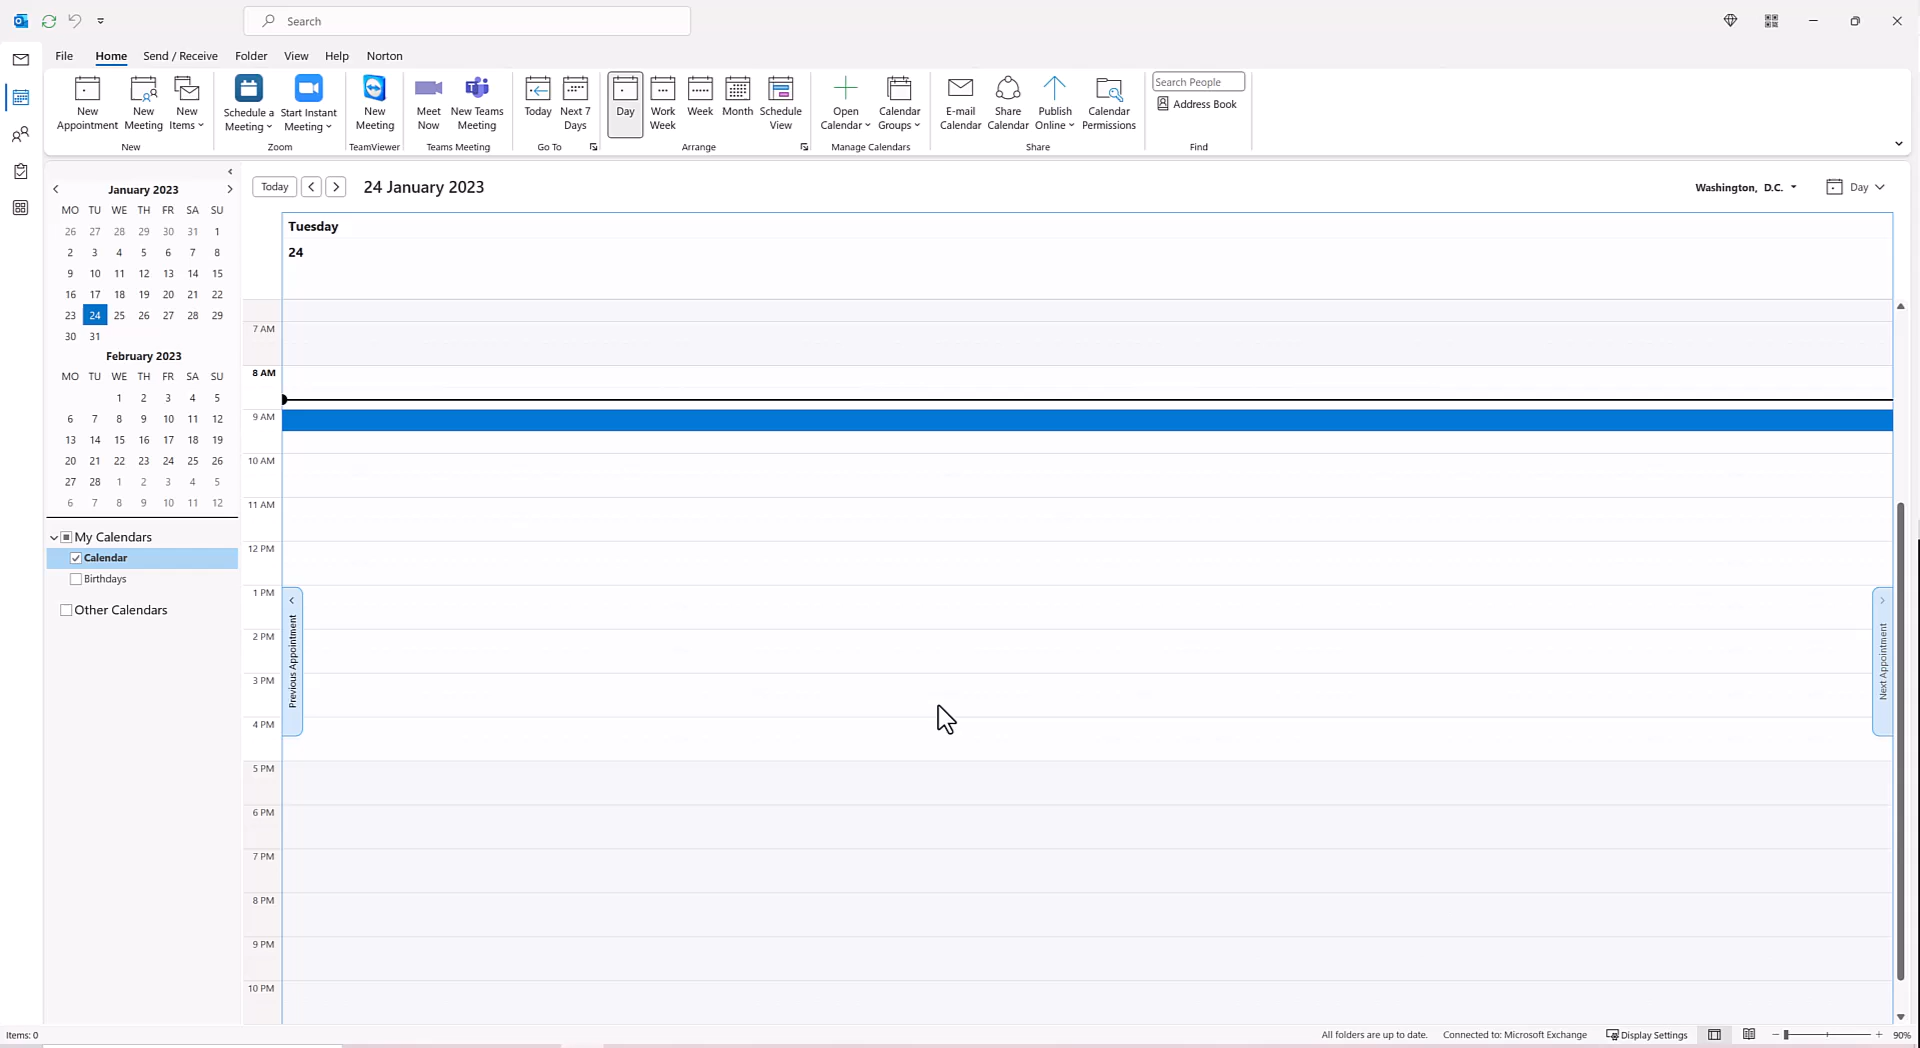 Search
File Home Send / Receive Folder View Help Norton
New Appointment
New Meeting
New Items
Schedule a Meeting
Start Instant Meeting
New Meeting
Meet Now
New Teams Meeting
Today
Next 7 Days
Day
Work Week
Week
Month
Schedule View
Open Calendar
Calendar Groups
E-mail Calendar
Share Calendar
Publish Online
Calendar Permissions
Search People
Address Book
New Zoom TeamViewer Teams Meeting Go To Arrange Manage Calendars Share Find
January 2023
MO TU WE TH FR SA SU
26 27 28 29 30 31 1
2 3 4 5 6 7 8
9 10 11 12 13 14 15
16 17 18 19 20 21 22
23 24 25 26 27 28 29
30 31
February 2023
MO TU WE TH FR SA SU
1 2 3 4 5
6 7 8 9 10 11 12
13 14 15 16 17 18 19
20 21 22 23 24 25 26
27 28 1 2 3 4 5
6 7 8 9 10 11 12
My Calendars
Calendar
Birthdays
Other Calendars
Today 24 January 2023 Washington, D.C. Day
Tuesday
24
7 AM
8 AM
9 AM
10 AM
11 AM
12 PM
1 PM
2 PM
3 PM
4 PM
5 PM
6 PM
7 PM
8 PM
9 PM
10 PM
Previous Appointment
Next Appointment
Items: 0 All folders are up to date. Connected to: Microsoft Exchange Display Settings 90%